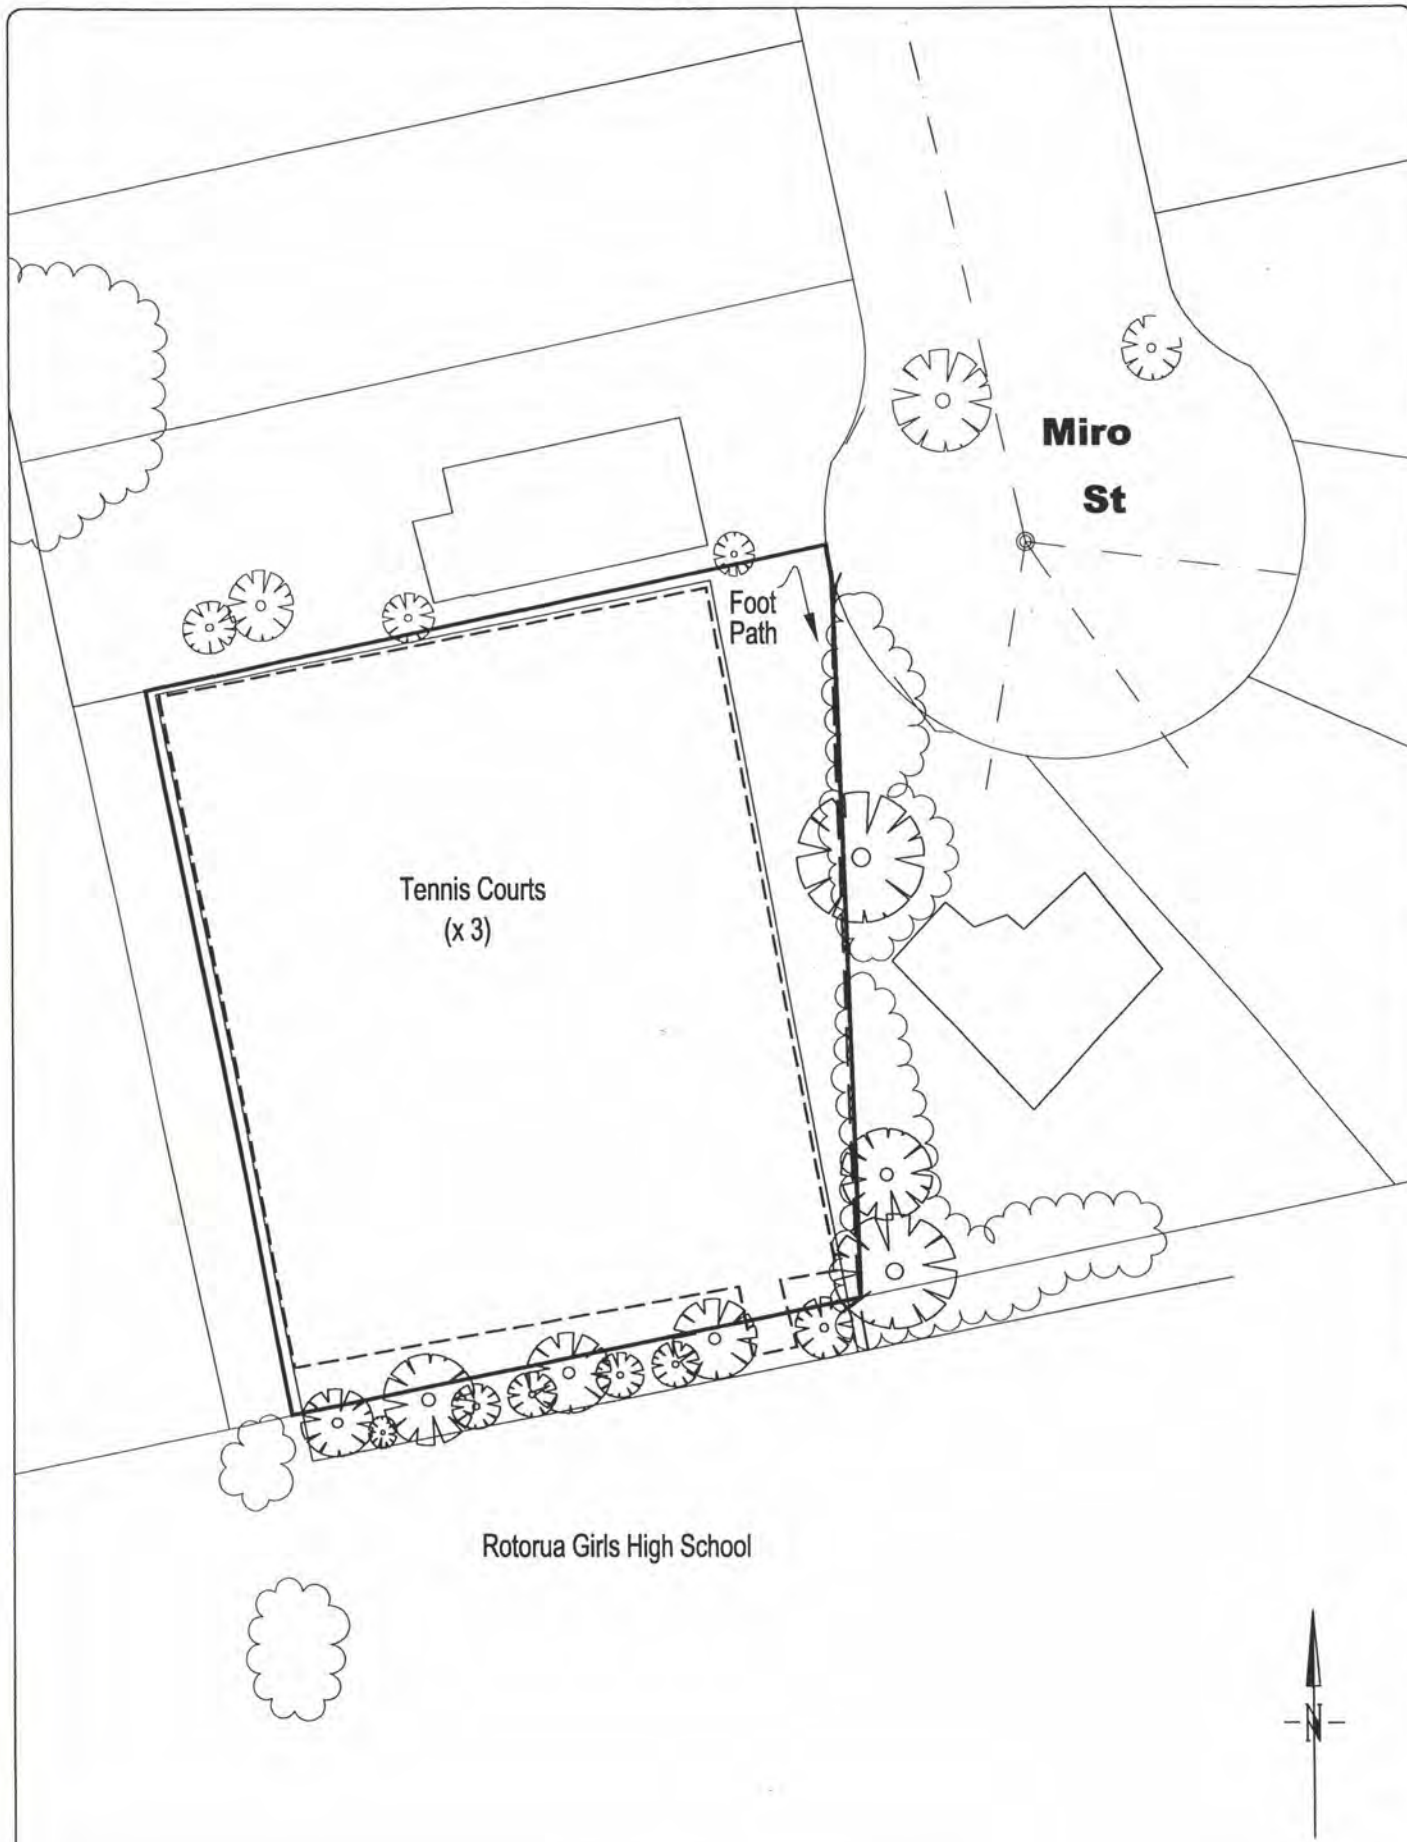 Miro
St
Foot
Path
Tennis Courts
(x 3)
Rotorua Girls High School
N